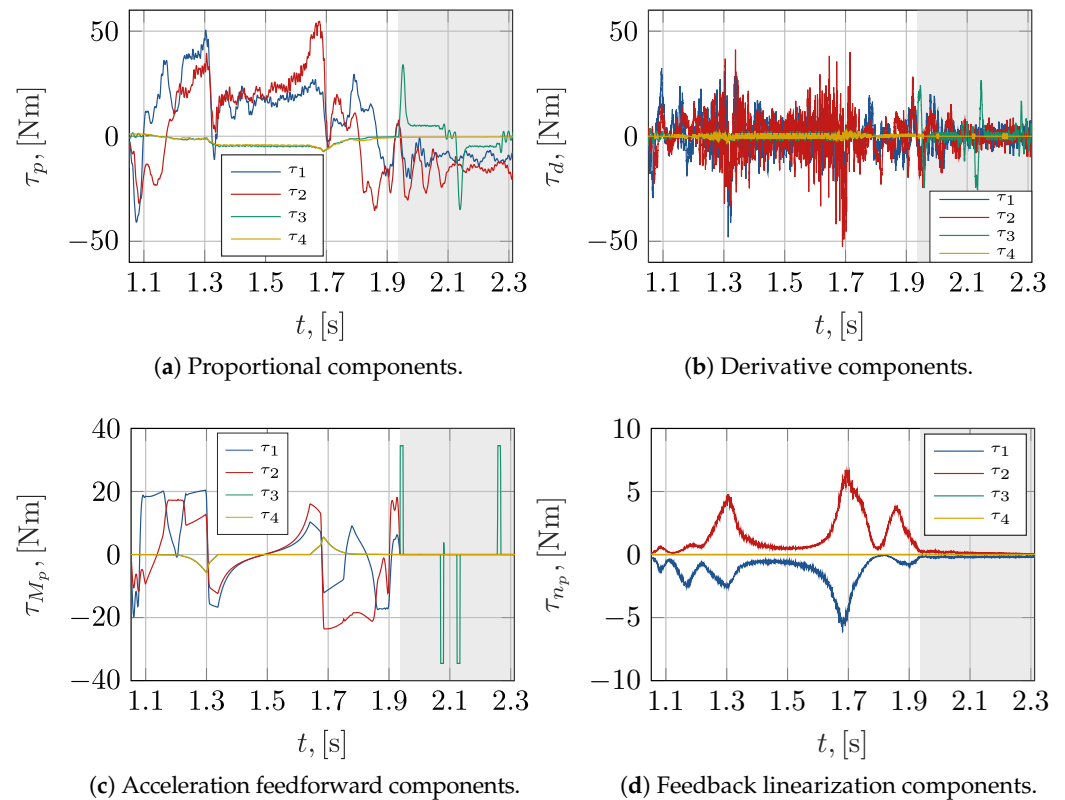 50
0
−50
τp, [Nm]
τ1
τ2
τ3
τ4
1.1 1.3 1.5 1.7 1.9 2.1 2.3
t, [s]
(a) Proportional components.
50
0
−50
τd, [Nm]
τ1
τ2
τ3
τ4
1.1 1.3 1.5 1.7 1.9 2.1 2.3
t, [s]
(b) Derivative components.
40
20
0
−20
−40
τMp, [Nm]
τ1
τ2
τ3
τ4
1.1 1.3 1.5 1.7 1.9 2.1 2.3
t, [s]
(c) Acceleration feedforward components.
10
5
0
−5
−10
τnp, [Nm]
τ1
τ2
τ3
τ4
1.1 1.3 1.5 1.7 1.9 2.1 2.3
t, [s]
(d) Feedback linearization components.